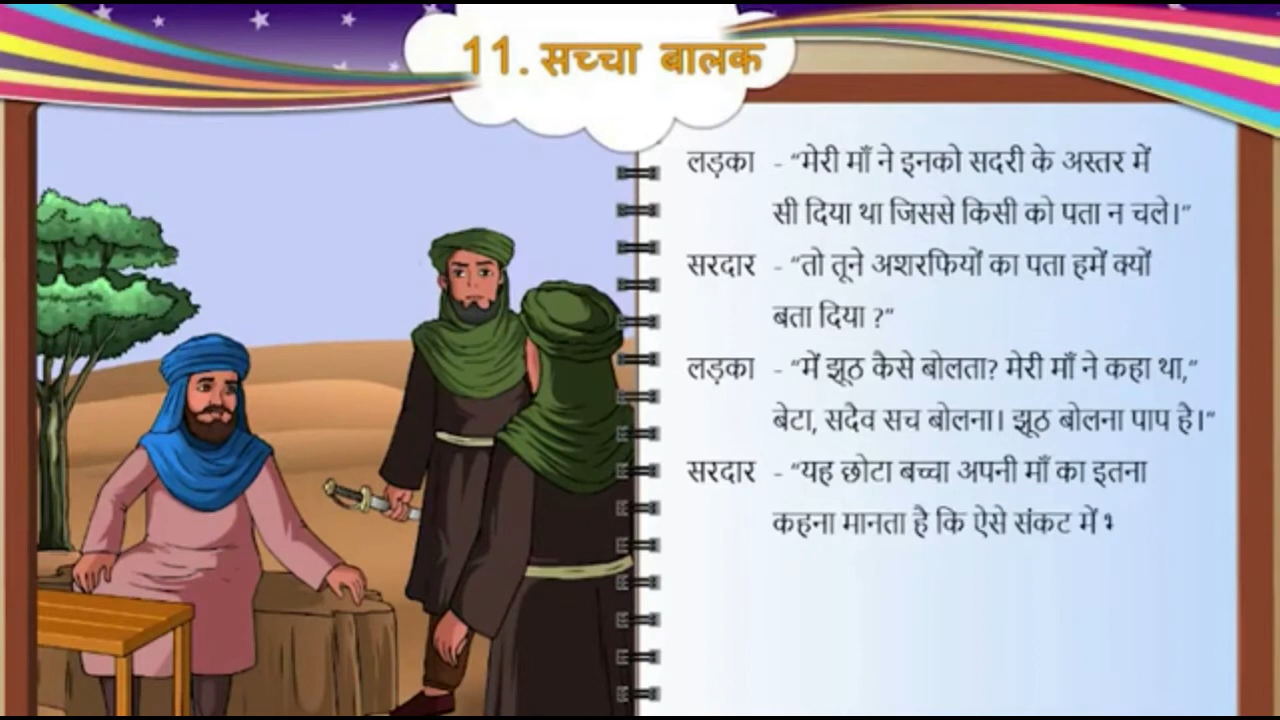 11. सच्चा बालक
लड़का - “मेरी माँ ने इनको सदरी के अस्तर में
सी दिया था जिससे किसी को पता न चले।”
सरदार - “तो तूने अशरफियों का पता हमें क्यों
बता दिया ?”
लड़का - “में झूठ कैसे बोलता? मेरी माँ ने कहा था,”
बेटा, सदैव सच बोलना। झूठ बोलना पाप है।”
सरदार - “यह छोटा बच्चा अपनी माँ का इतना
कहना मानता है कि ऐसे संकट में